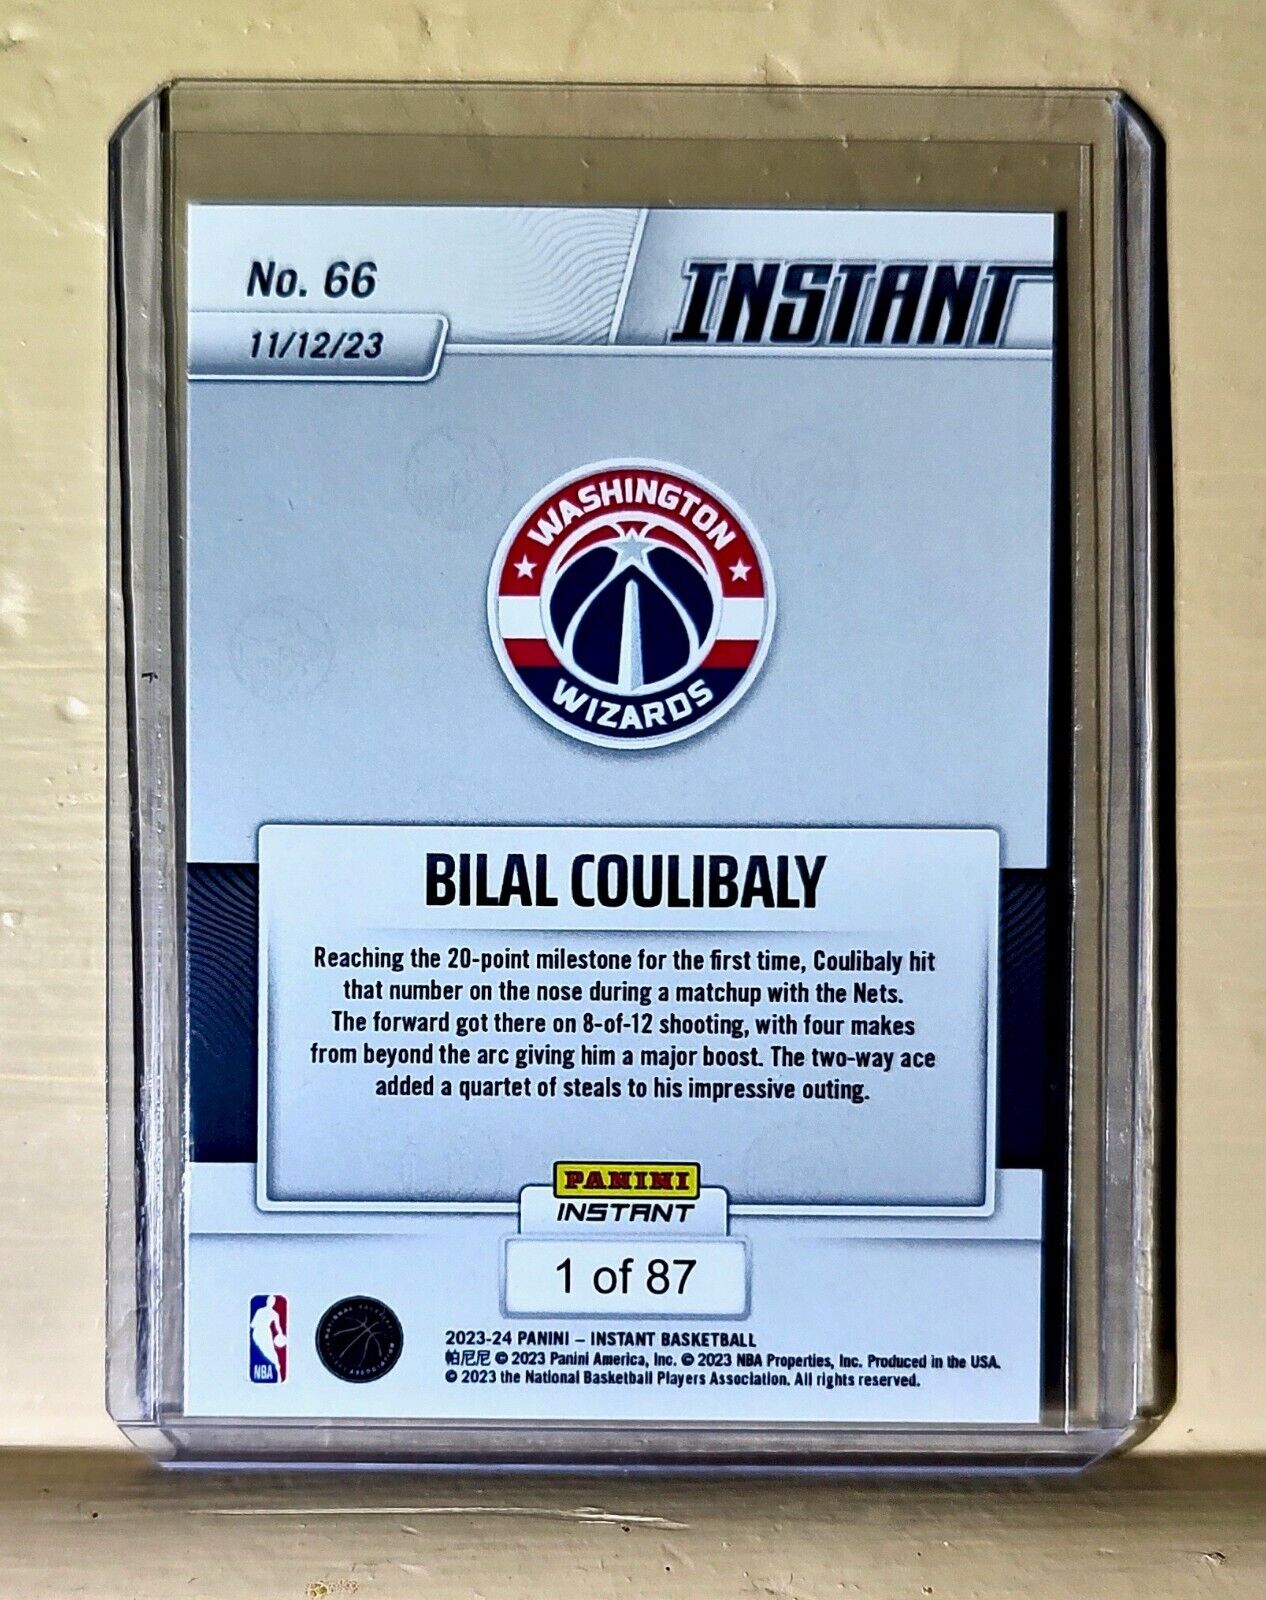 No. 66
INSTANT
11/12/23
WASHINGTON
WIZARDS
BILAL COULIBALY
Reaching the 20-point milestone for the first time, Coulibaly hit
that number on the nose during a matchup with the Nets.
The forward got there on 8-of-12 shooting, with four makes
from beyond the arc giving him a major boost. The two-way ace
added a quartet of steals to his impressive outing.
PANINI
INSTANT
1 of 87
NBA
2023-24 PANINI – INSTANT BASKETBALL
帕尼尼 © 2023 Panini America, Inc. © 2023 NBA Properties, Inc. Produced in the USA.
© 2023 the National Basketball Players Association. All rights reserved.